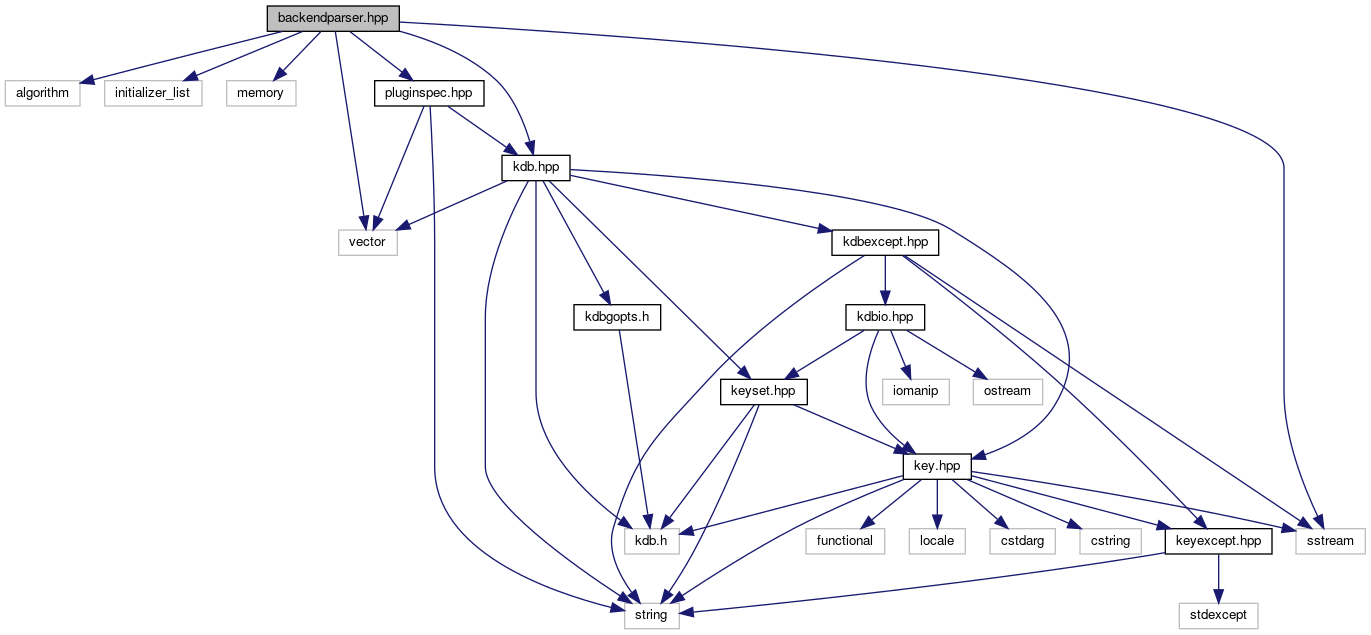 backendparser.hpp
algorithm
initializer_list
memory
pluginspec.hpp
kdb.hpp
vector
kdbexcept.hpp
kdbgopts.h
kdbio.hpp
keyset.hpp
iomanip
ostream
key.hpp
kdb.h
functional
locale
cstdarg
cstring
keyexcept.hpp
sstream
string
stdexcept